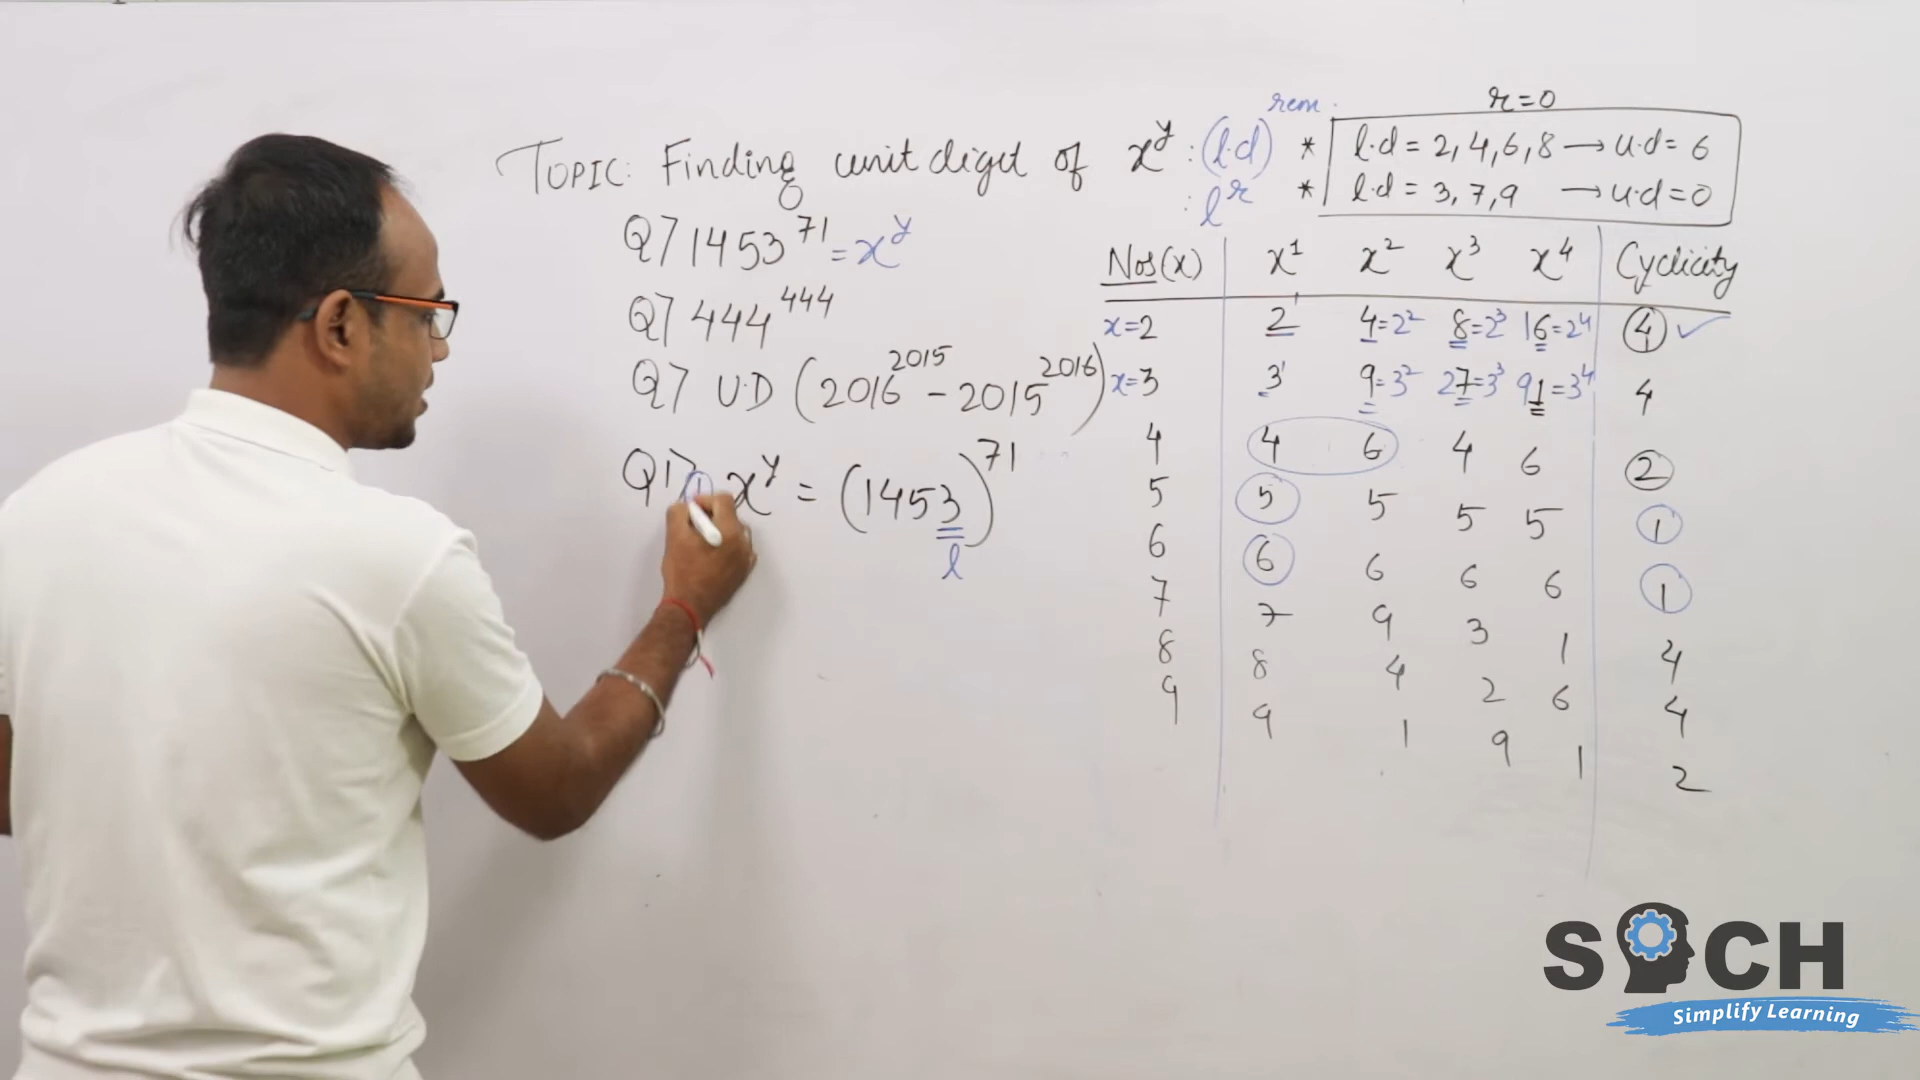 TOPIC: Finding unit digit of x^y : (l.d)^rem.
: l^r
r=0
* l.d = 2,4,6,8 → u.d = 6
* l.d = 3,7,9 → u.d = 0
Q7 1453^71 = x^y
Q7 444^444
Q7 U.D (2016^2015 - 2015^2016)
Q1> x^y = (1453)^71
l
Nos(x) x^1 x^2 x^3 x^4 Cyclicity
x=2 2^1 4=2^2 8=2^3 16=2^4 4 ✓
x=3 3^1 9=3^2 27=3^3 91=3^4 4
4 4 6 4 6 2
5 5 5 5 5 1
6 6 6 6 6 1
7 7 9 3 1 4
8 8 4 2 6 4
9 9 1 9 1 2
SOCH
Simplify Learning